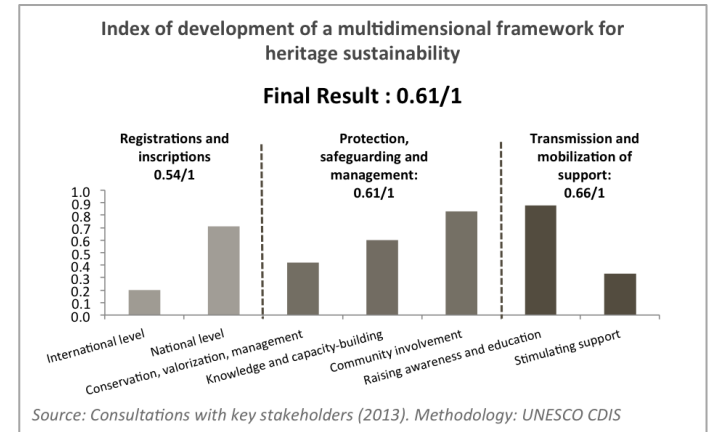 Index of development of a multidimensional framework for
heritage sustainability
Final Result : 0.61/1
Registrations and
inscriptions
0.54/1
Protection,
safeguarding and
management:
0.61/1
Transmission and
mobilization of
support:
0.66/1
1.0
0.9
0.8
0.7
0.6
0.5
0.4
0.3
0.2
0.1
0.0
International level
National level
Conservation, valorization, management
Knowledge and capacity-building
Community involvement
Raising awareness and education
Stimulating support
Source: Consultations with key stakeholders (2013). Methodology: UNESCO CDIS